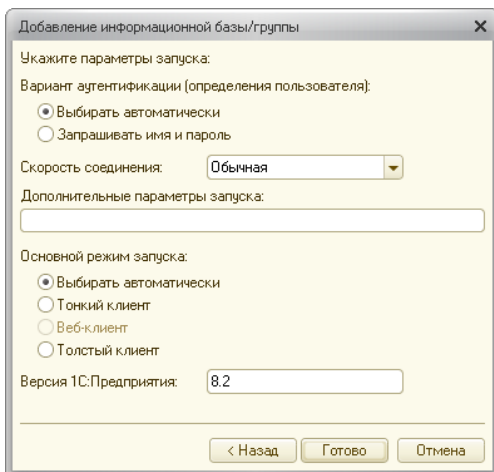 Добавление информационной базы/группы
Укажите параметры запуска:
Вариант аутентификации (определения пользователя):
Выбирать автоматически
Запрашивать имя и пароль
Скорость соединения: Обычная
Дополнительные параметры запуска:
Основной режим запуска:
Выбирать автоматически
Тонкий клиент
Веб-клиент
Толстый клиент
Версия 1С:Предприятия: 8.2
< Назад Готово Отмена